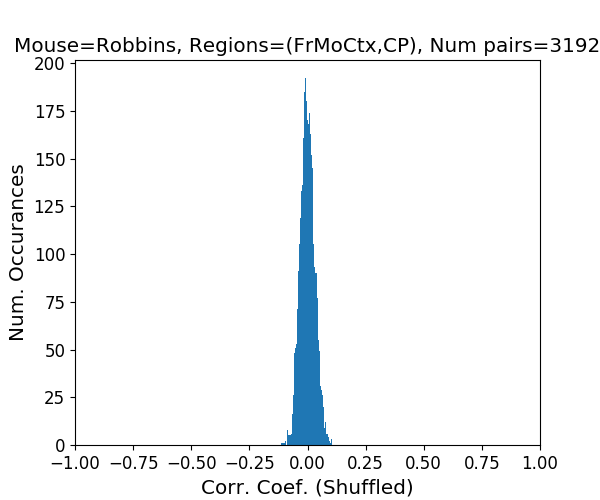 Mouse=Robbins, Regions=(FrMoCtx,CP), Num pairs=3192
200
175
150
125
100
75
50
25
0
Num. Occurances
−1.00 −0.75 −0.50 −0.25 0.00 0.25 0.50 0.75 1.00
Corr. Coef. (Shuffled)